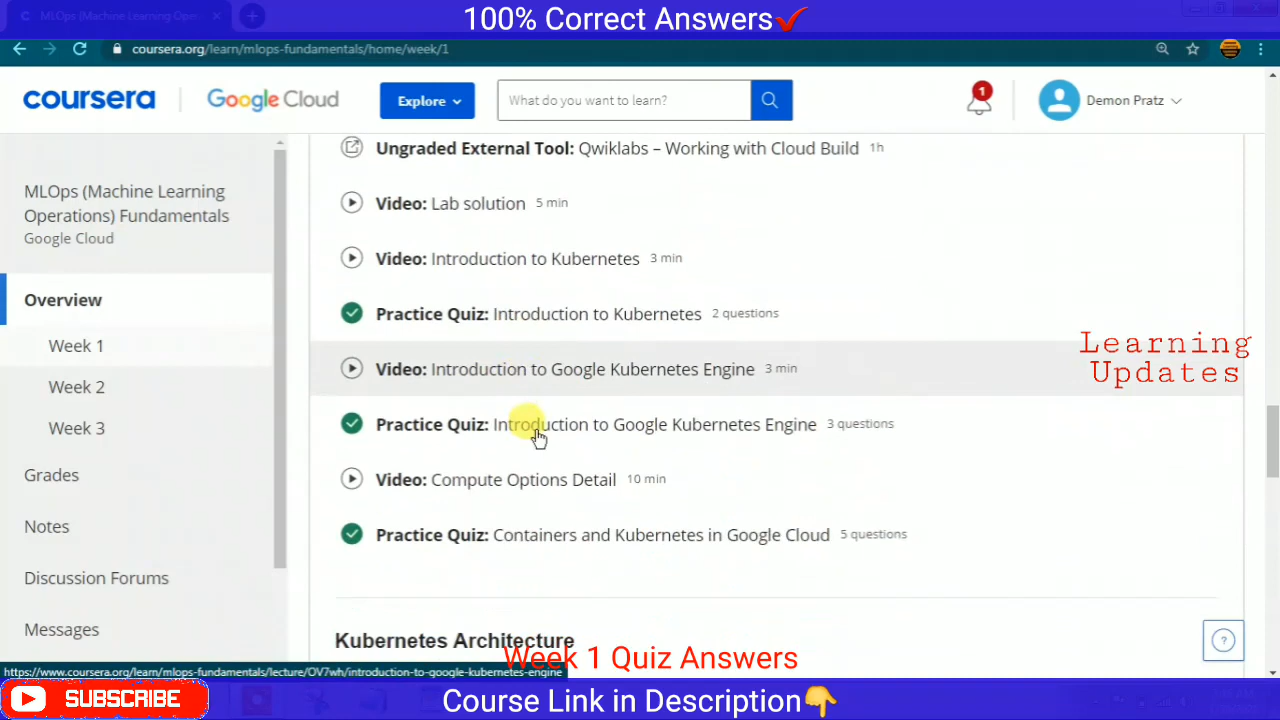 MLOps (Machine Learning Oper
100% Correct Answers
coursera.org/learn/mlops-fundamentals/home/week/1
coursera
Google Cloud
Explore
What do you want to learn?
1
Demon Pratz
Ungraded External Tool: Qwiklabs – Working with Cloud Build 1h
MLOps (Machine Learning
Operations) Fundamentals
Google Cloud
Video: Lab solution 5 min
Video: Introduction to Kubernetes 3 min
Overview
Practice Quiz: Introduction to Kubernetes 2 questions
Week 1
Learning
Updates
Video: Introduction to Google Kubernetes Engine 3 min
Week 2
Practice Quiz: Introduction to Google Kubernetes Engine 3 questions
Week 3
Grades
Video: Compute Options Detail 10 min
Notes
Practice Quiz: Containers and Kubernetes in Google Cloud 5 questions
Discussion Forums
Messages
Kubernetes Architecture
?
Week 1 Quiz Answers
https://www.coursera.org/learn/mlops-fundamentals/lecture/OV7wh/introduction-to-google-kubernetes-engine
SUBSCRIBE
Course Link in Description